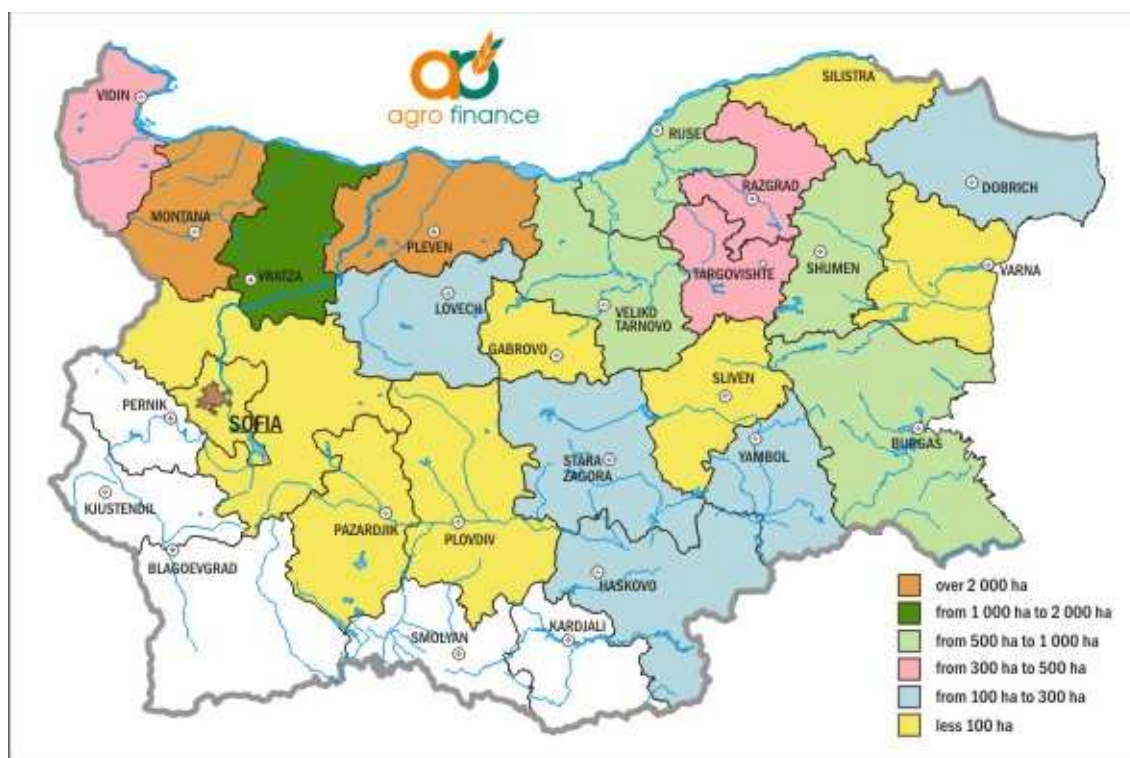 agro finance
SILISTRA
VIDIN
RUSE
DOBRICH
RAZGRAD
MONTANA
PLEVEN
SHUMEN
TARGOVISHTE
VARNA
VRATZA
LOVECH
VELIKO
TARNOVO
GABROVO
SLIVEN
PERNIK
SOFIA
BURGAS
YAMBOL
STARA
ZAGORA
KJUSTENDIL
PAZARDJIK
PLOVDIV
BLAGOEVGRAD
HASKOVO
KARDJALI
SMOLYAN
over 2 000 ha
from 1 000 ha to 2 000 ha
from 500 ha to 1 000 ha
from 300 ha to 500 ha
from 100 ha to 300 ha
less 100 ha